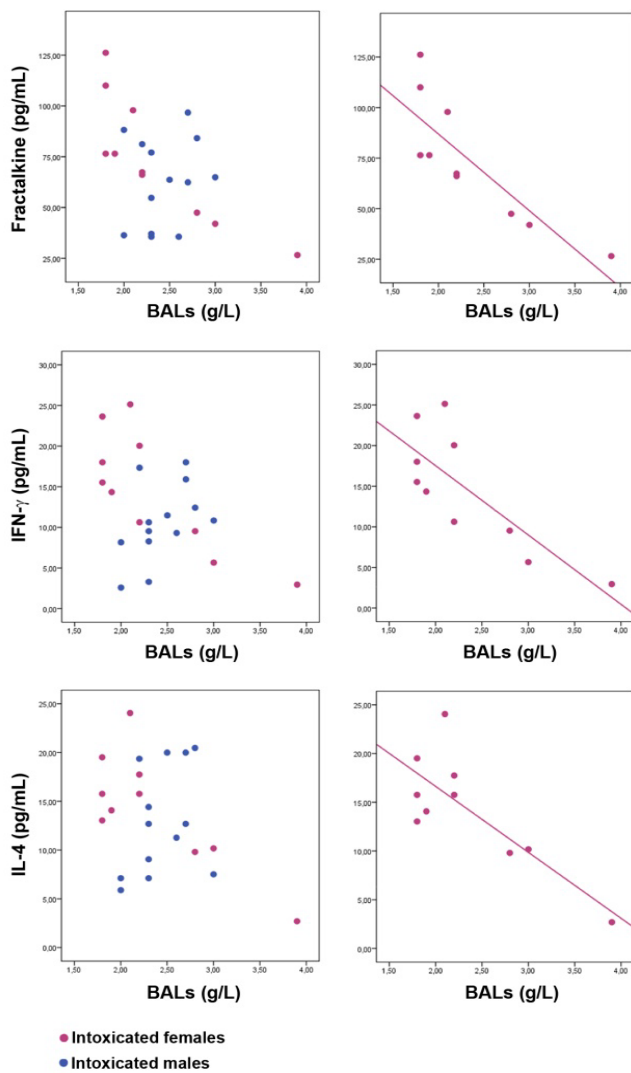 Fractalkine (pg/mL)
125,00
100,00
75,00
50,00
25,00
1,50 2,00 2,50 3,00 3,50 4,00
BALs (g/L)
125,00
100,00
75,00
50,00
25,00
1,50 2,00 2,50 3,00 3,50 4,00
BALs (g/L)
IFN-γ (pg/mL)
30,00
25,00
20,00
15,00
10,00
5,00
0,00
1,50 2,00 2,50 3,00 3,50 4,00
BALs (g/L)
30,00
25,00
20,00
15,00
10,00
5,00
0,00
1,50 2,00 2,50 3,00 3,50 4,00
BALs (g/L)
IL-4 (pg/mL)
25,00
20,00
15,00
10,00
5,00
0,00
1,50 2,00 2,50 3,00 3,50 4,00
BALs (g/L)
25,00
20,00
15,00
10,00
5,00
0,00
1,50 2,00 2,50 3,00 3,50 4,00
BALs (g/L)
Intoxicated females
Intoxicated males